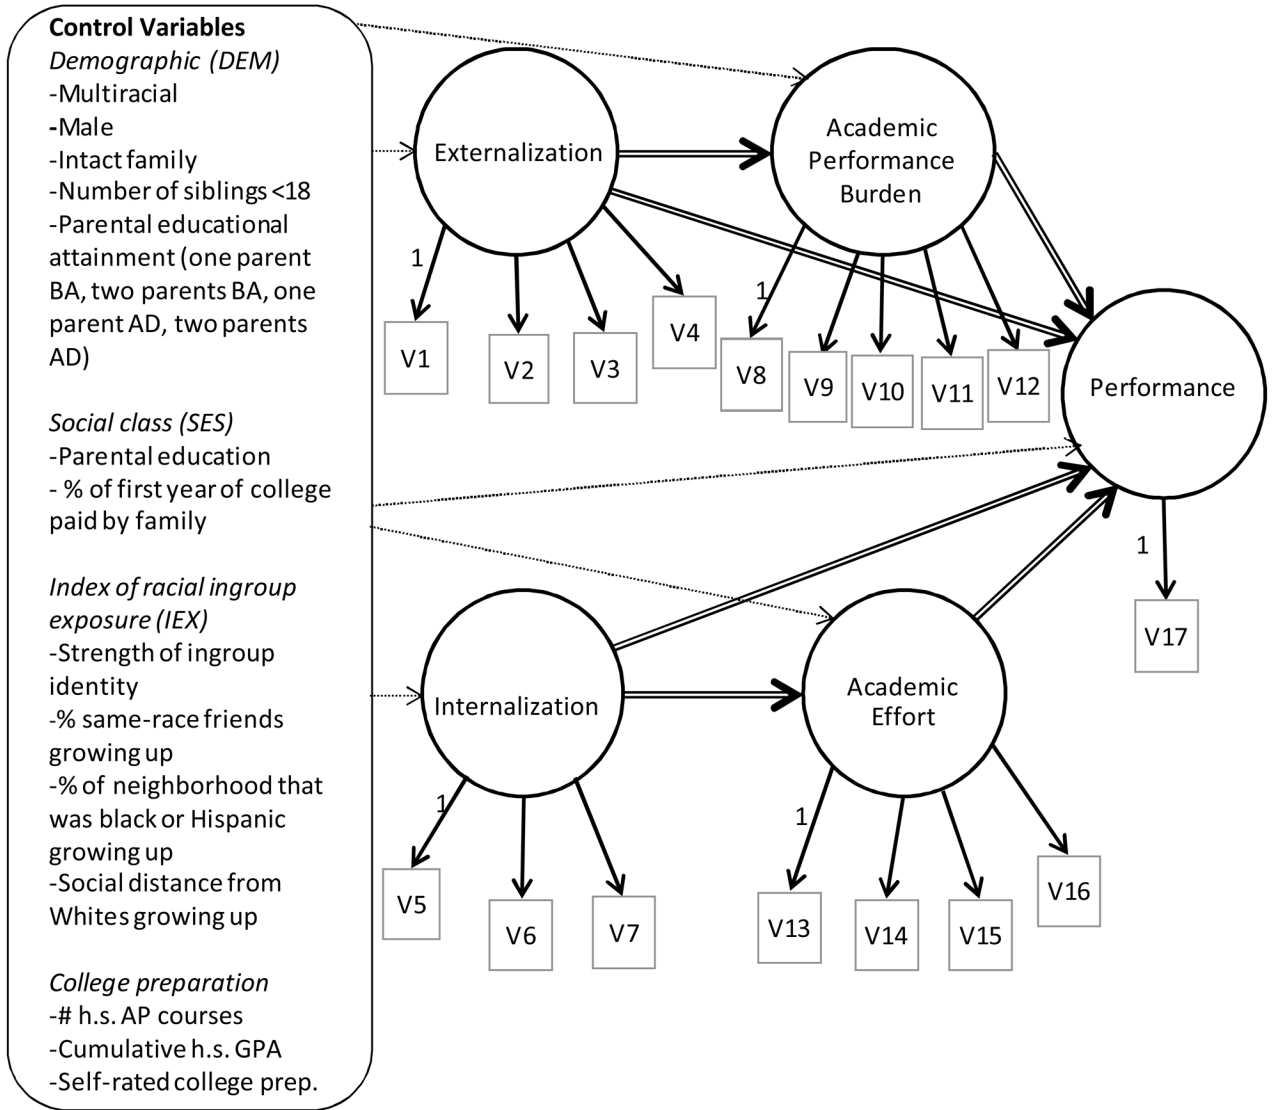 Control Variables
Demographic (DEM)
-Multiracial
-Male
-Intact family
-Number of siblings <18
-Parental educational
attainment (one parent
BA, two parents BA, one
parent AD, two parents
AD)
Social class (SES)
-Parental education
- % of first year of college
paid by family
Index of racial ingroup
exposure (IEX)
-Strength of ingroup
identity
-% same-race friends
growing up
-% of neighborhood that
was black or Hispanic
growing up
-Social distance from
Whites growing up
College preparation
-# h.s. AP courses
-Cumulative h.s. GPA
-Self-rated college prep.
Externalization
1
V1
V2
V3
V4
Academic
Performance
Burden
1
V8
V9
V10
V11
V12
Performance
1
V17
Internalization
1
V5
V6
V7
Academic
Effort
1
V13
V14
V15
V16